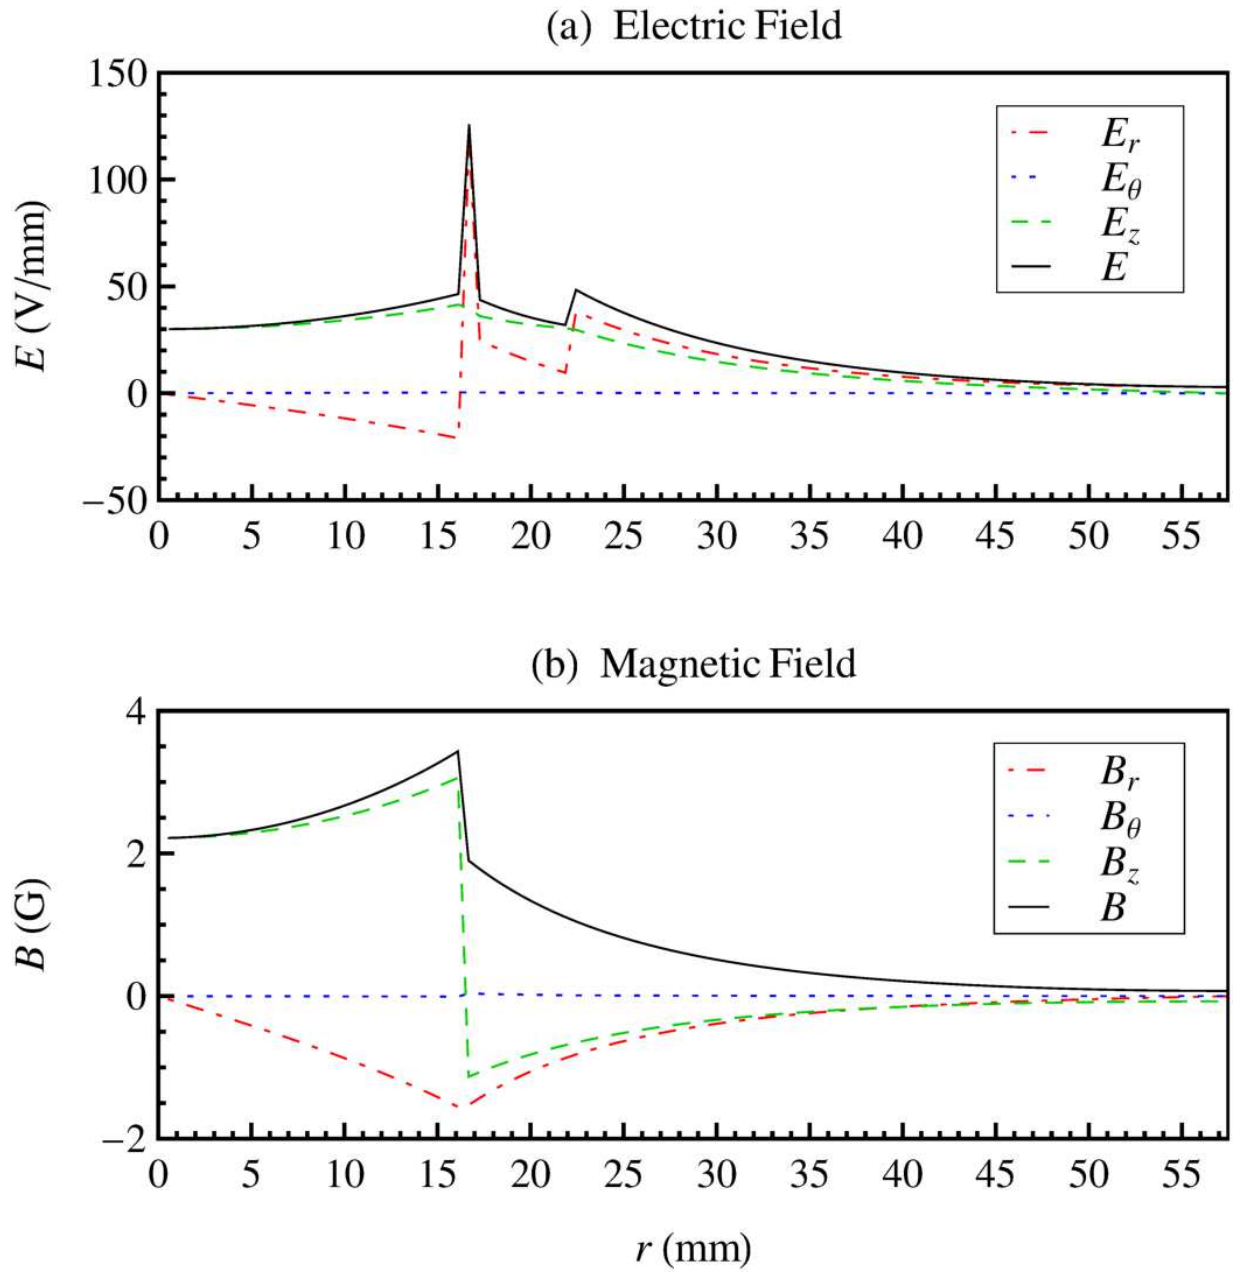 (a) Electric Field
150
100
50
0
−50
E (V/mm)
E_r
E_θ
E_z
E
0 5 10 15 20 25 30 35 40 45 50 55
(b) Magnetic Field
4
2
0
−2
B (G)
B_r
B_θ
B_z
B
0 5 10 15 20 25 30 35 40 45 50 55
r (mm)